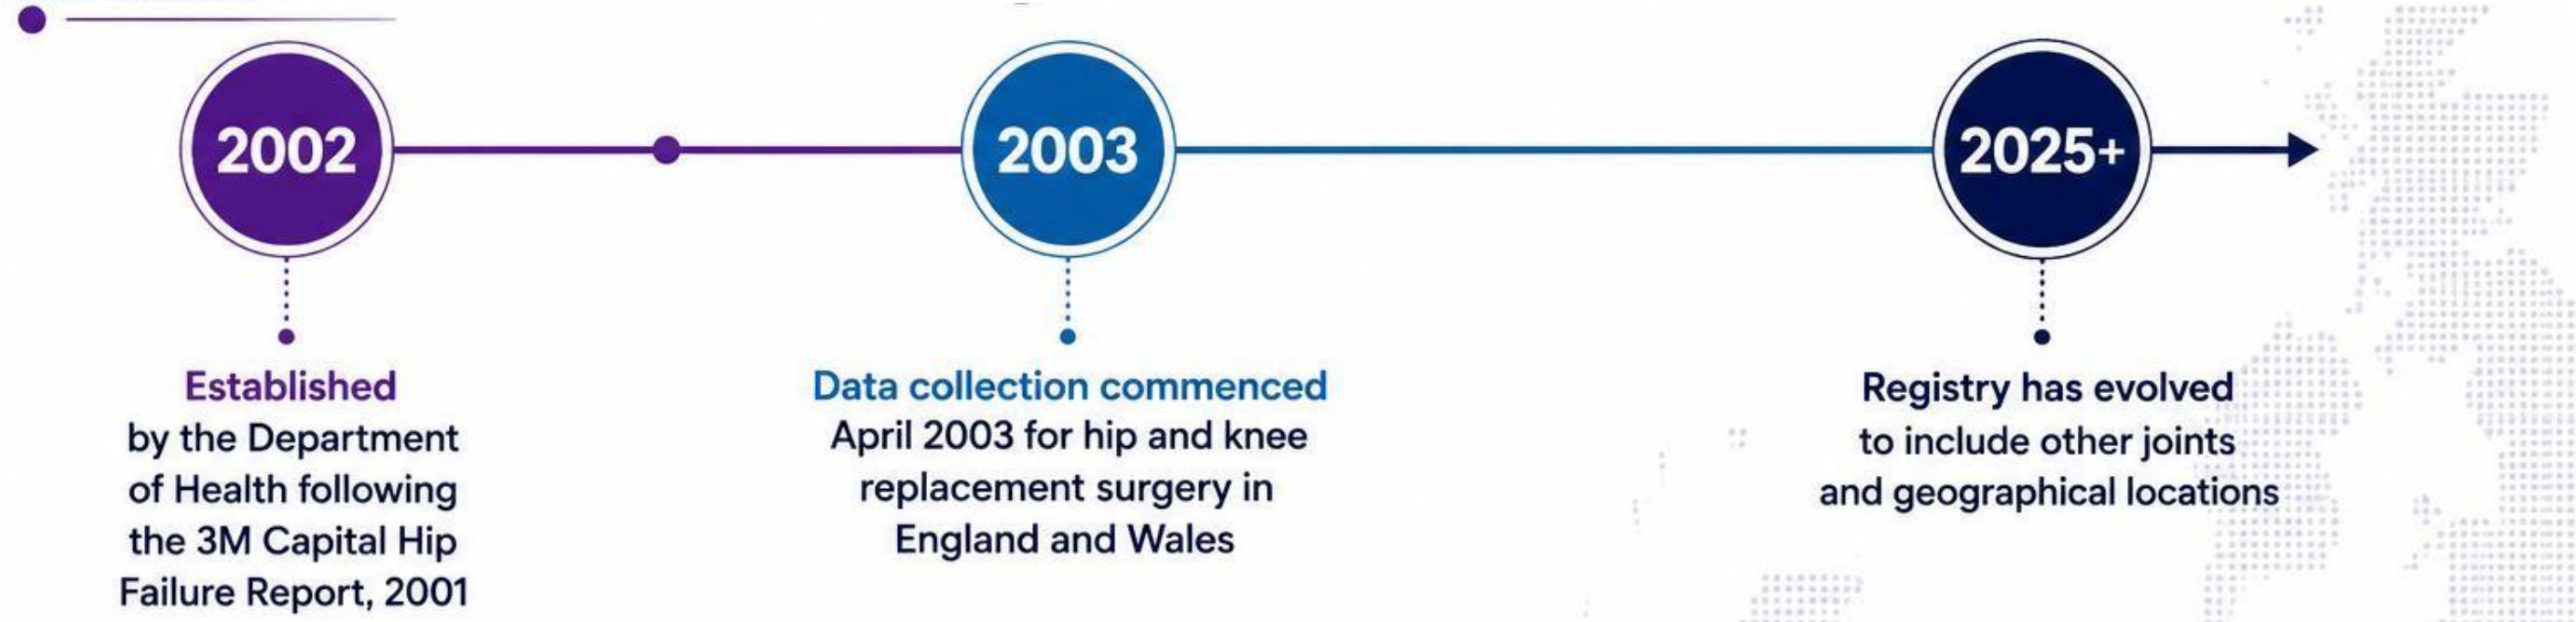 2002
Established
by the Department
of Health following
the 3M Capital Hip
Failure Report, 2001
2003
Data collection commenced
April 2003 for hip and knee
replacement surgery in
England and Wales
2025+
Registry has evolved
to include other joints
and geographical locations